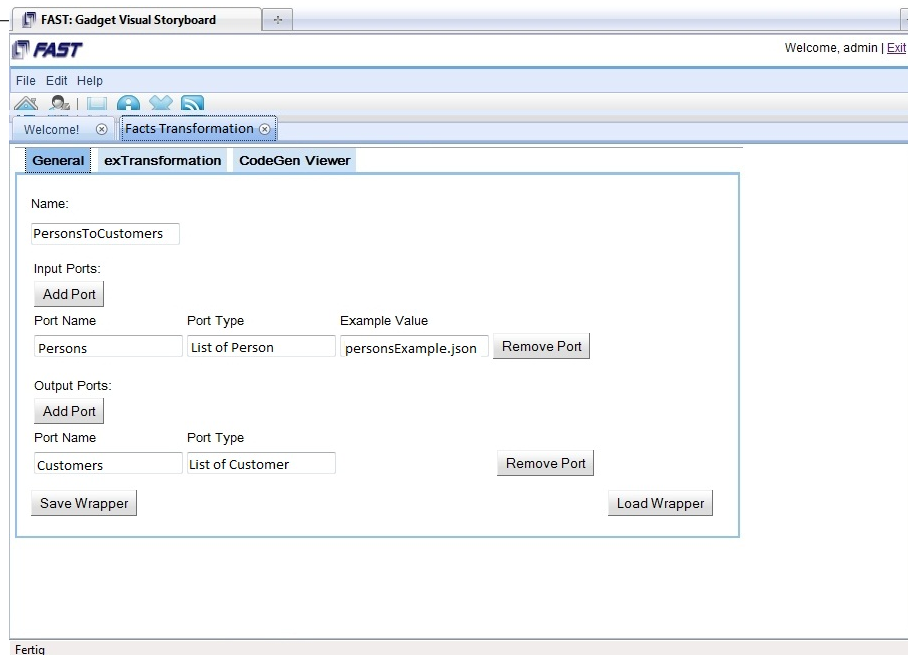 FAST: Gadget Visual Storyboard
FAST
Welcome, admin | Exit
File Edit Help
Welcome! Facts Transformation
General exTransformation CodeGen Viewer
Name:
PersonsToCustomers
Input Ports:
Add Port
Port Name Port Type Example Value
Persons List of Person personsExample.json Remove Port
Output Ports:
Add Port
Port Name Port Type
Customers List of Customer Remove Port
Save Wrapper Load Wrapper
Fertig